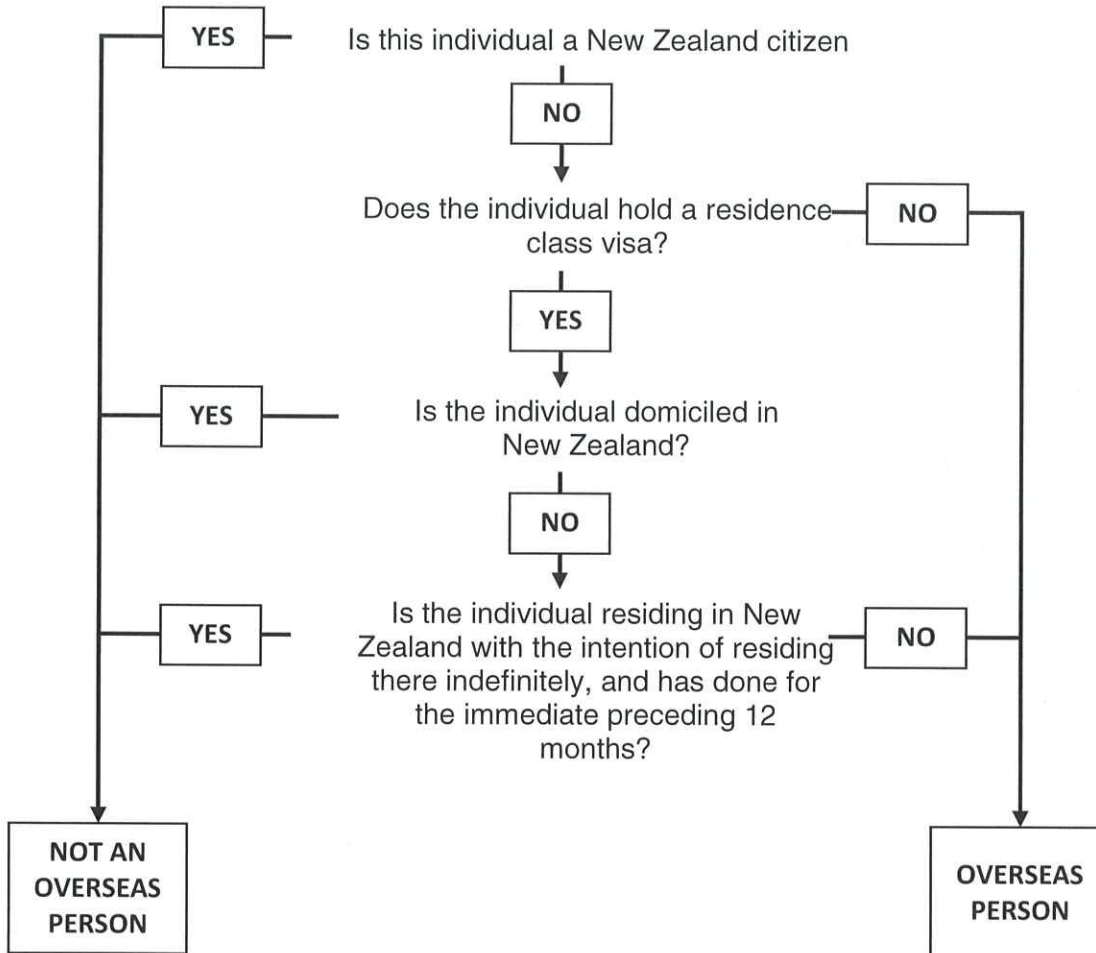 YES
Is this individual a New Zealand citizen
NO
Does the individual hold a residence
class visa?
NO
YES
YES
Is the individual domiciled in
New Zealand?
NO
YES
Is the individual residing in New
Zealand with the intention of residing
there indefinitely, and has done for
the immediate preceding 12
months?
NO
NOT AN
OVERSEAS
PERSON
OVERSEAS
PERSON